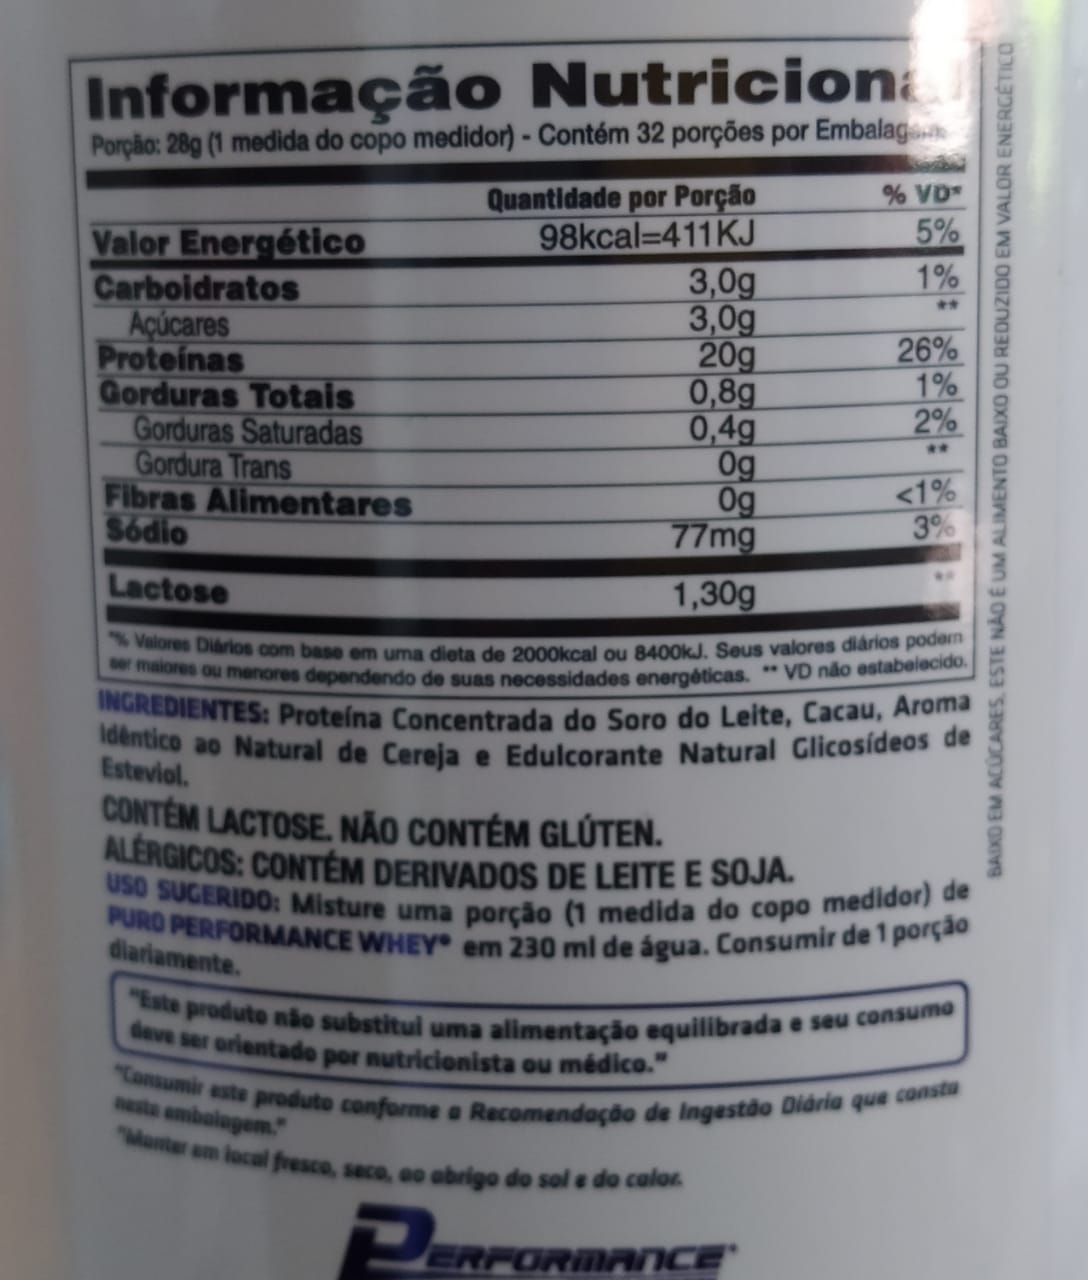 Informação Nutricional
Porção: 28g (1 medida do copo medidor) - Contém 32 porções por Embalagem
Quantidade por Porção % VD*
Valor Energético 98kcal=411KJ 5%
Carboidratos 3,0g 1%
Açúcares 3,0g **
Proteínas 20g 26%
Gorduras Totais 0,8g 1%
Gorduras Saturadas 0,4g 2%
Gordura Trans 0g **
Fibras Alimentares 0g <1%
Sódio 77mg 3%
Lactose 1,30g **
*% Valores Diários com base em uma dieta de 2000kcal ou 8400kJ. Seus valores diários podem
ser maiores ou menores dependendo de suas necessidades energéticas. ** VD não estabelecido.
INGREDIENTES: Proteína Concentrada do Soro do Leite, Cacau, Aroma
Idêntico ao Natural de Cereja e Edulcorante Natural Glicosídeos de
Esteviol.
CONTÉM LACTOSE. NÃO CONTÉM GLÚTEN.
ALÉRGICOS: CONTÉM DERIVADOS DE LEITE E SOJA.
USO SUGERIDO: Misture uma porção (1 medida do copo medidor) de
PURO PERFORMANCE WHEY® em 230 ml de água. Consumir de 1 porção
diariamente.
"Este produto não substitui uma alimentação equilibrada e seu consumo
deve ser orientado por nutricionista ou médico."
"Consumir este produto conforme a Recomendação de Ingestão Diária que consta
nesta embalagem."
"Manter em local fresco, seco, ao abrigo do sol e do calor.
PERFORMANCE
BAIXO EM AÇÚCARES. ESTE NÃO É UM ALIMENTO BAIXO OU REDUZIDO EM VALOR ENERGÉTICO